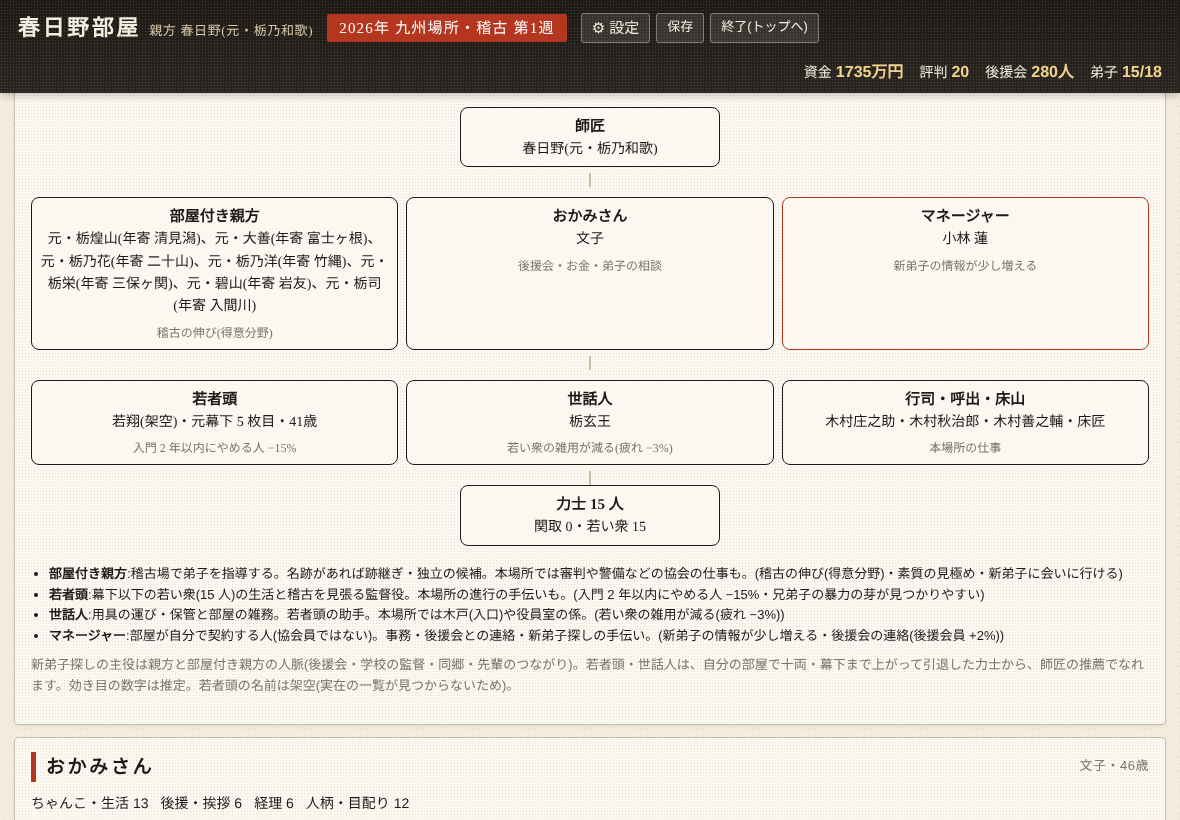 春日野部屋 親方 春日野(元・栃乃和歌) 2026年 九州場所・稽古 第1週 ⚙ 設定 保存 終了(トップへ)
資金 1735万円 評判 20 後援会 280人 弟子 15/18
師匠
春日野(元・栃乃和歌)
部屋付き親方
元・栃煌山(年寄 清見潟)、元・大善(年寄 富士ヶ根)、
元・栃乃花(年寄 二十山)、元・栃乃洋(年寄 竹縄)、元・
栃栄(年寄 三保ヶ関)、元・碧山(年寄 岩友)、元・栃司
(年寄 入間川)
稽古の伸び(得意分野)
おかみさん
文子
後援会・お金・弟子の相談
マネージャー
小林 蓮
新弟子の情報が少し増える
若者頭
若翔(架空)・元幕下 5 枚目・41歳
入門 2 年以内にやめる人 −15%
世話人
栃玄王
若い衆の雑用が減る(疲れ −3%)
行司・呼出・床山
木村庄之助・木村秋治郎・木村善之輔・床匠
本場所の仕事
力士 15 人
関取 0・若い衆 15
• 部屋付き親方:稽古場で弟子を指導する。名跡があれば跡継ぎ・独立の候補。本場所では審判や警備などの協会の仕事も。(稽古の伸び(得意分野)・素質の見極め・新弟子に会いに行ける)
• 若者頭:幕下以下の若い衆(15 人)の生活と稽古を見張る監督役。本場所の進行の手伝いも。(入門 2 年以内にやめる人 −15%・兄弟子の暴力の芽が見つかりやすい)
• 世話人:用具の運び・保管と部屋の雑務。若者頭の助手。本場所では木戸(入口)や役員室の係。(若い衆の雑用が減る(疲れ −3%))
• マネージャー:部屋が自分で契約する人(協会員ではない)。事務・後援会との連絡・新弟子探しの手伝い。(新弟子の情報が少し増える・後援会の連絡(後援会員 +2%))
新弟子探しの主役は親方と部屋付き親方の人脈(後援会・学校の監督・同郷・先輩のつながり)。若者頭・世話人は、自分の部屋で十両・幕下まで上がって引退した力士から、師匠の推薦でなれ
ます。効き目の数字は推定。若者頭の名前は架空(実在の一覧が見つからないため)。
おかみさん 文子・46歳
ちゃんこ・生活 13 後援・挨拶 6 経理 6 人柄・目配り 12